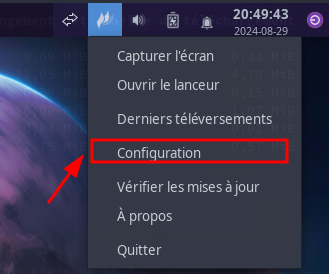 20:49:43
2024-08-29
Capturer l'écran
Ouvrir le lanceur
Derniers téléversements
Configuration
Vérifier les mises à jour
À propos
Quitter